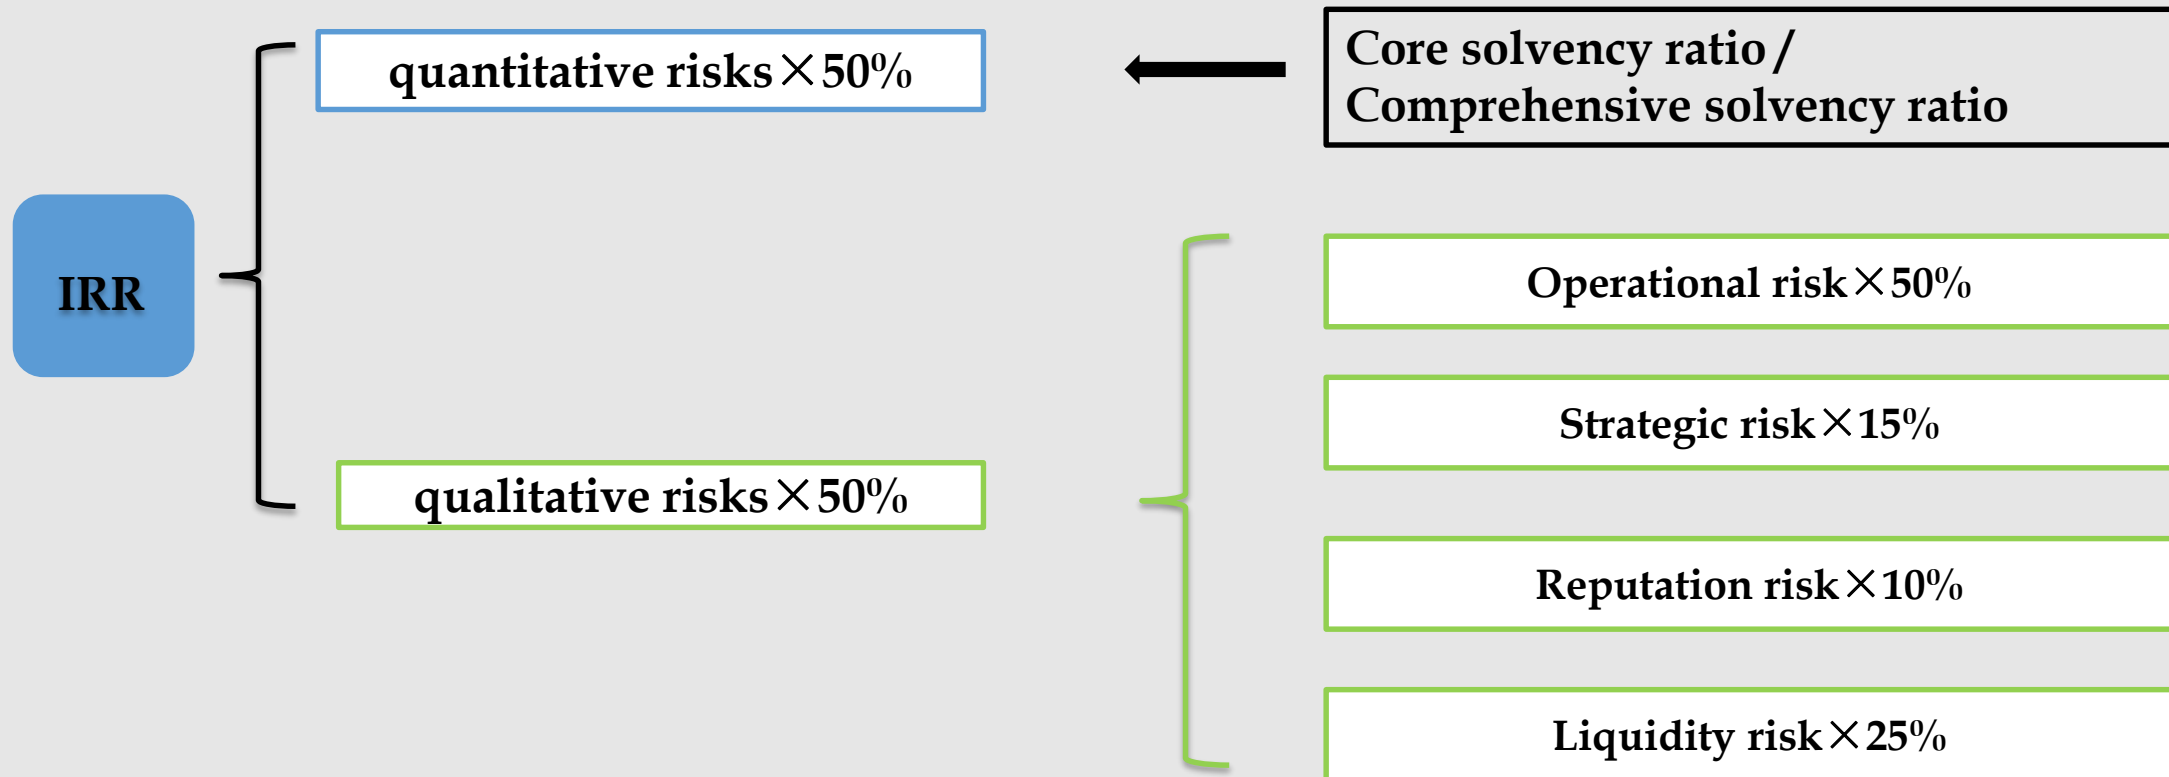 quantitative risks×50%
Core solvency ratio/
Comprehensive solvency ratio
IRR
Operational risk×50%
Strategic risk×15%
qualitative risks×50%
Reputation risk×10%
Liquidity risk×25%